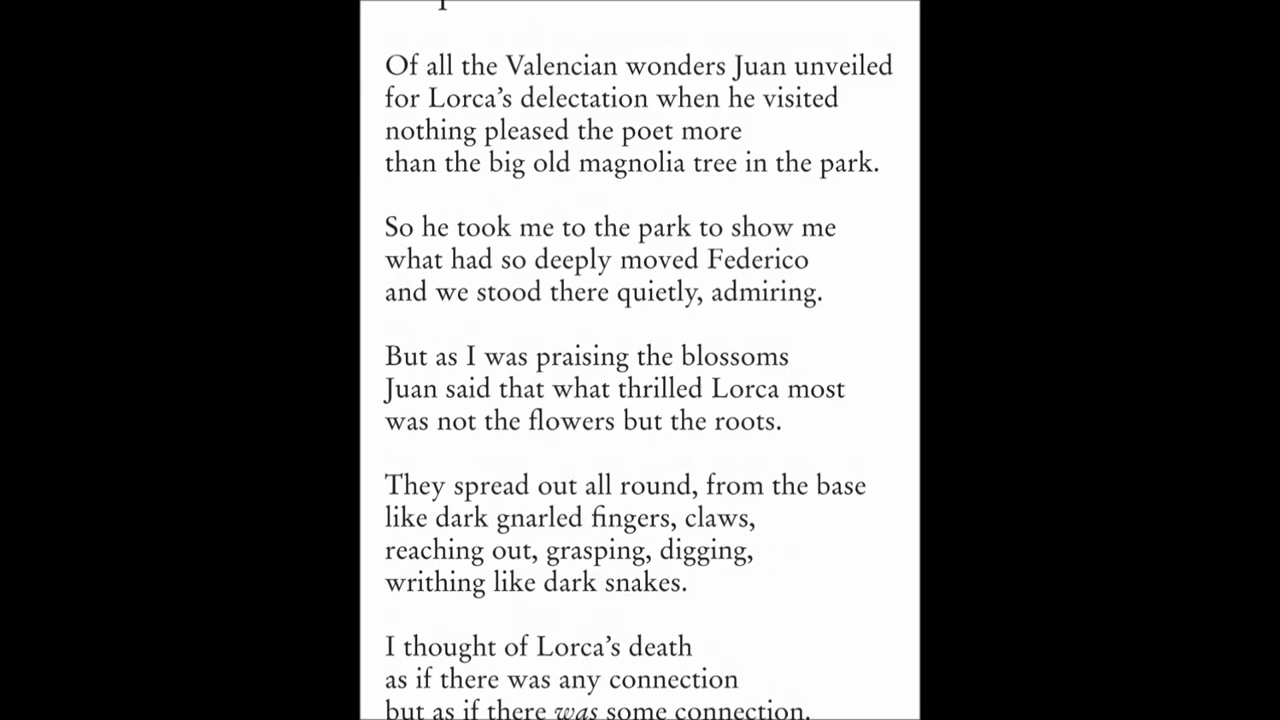 Of all the Valencian wonders Juan unveiled
for Lorca’s delectation when he visited
nothing pleased the poet more
than the big old magnolia tree in the park.
So he took me to the park to show me
what had so deeply moved Federico
and we stood there quietly, admiring.
But as I was praising the blossoms
Juan said that what thrilled Lorca most
was not the flowers but the roots.
They spread out all round, from the base
like dark gnarled fingers, claws,
reaching out, grasping, digging,
writhing like dark snakes.
I thought of Lorca’s death
as if there was any connection
but as if there was some connection.